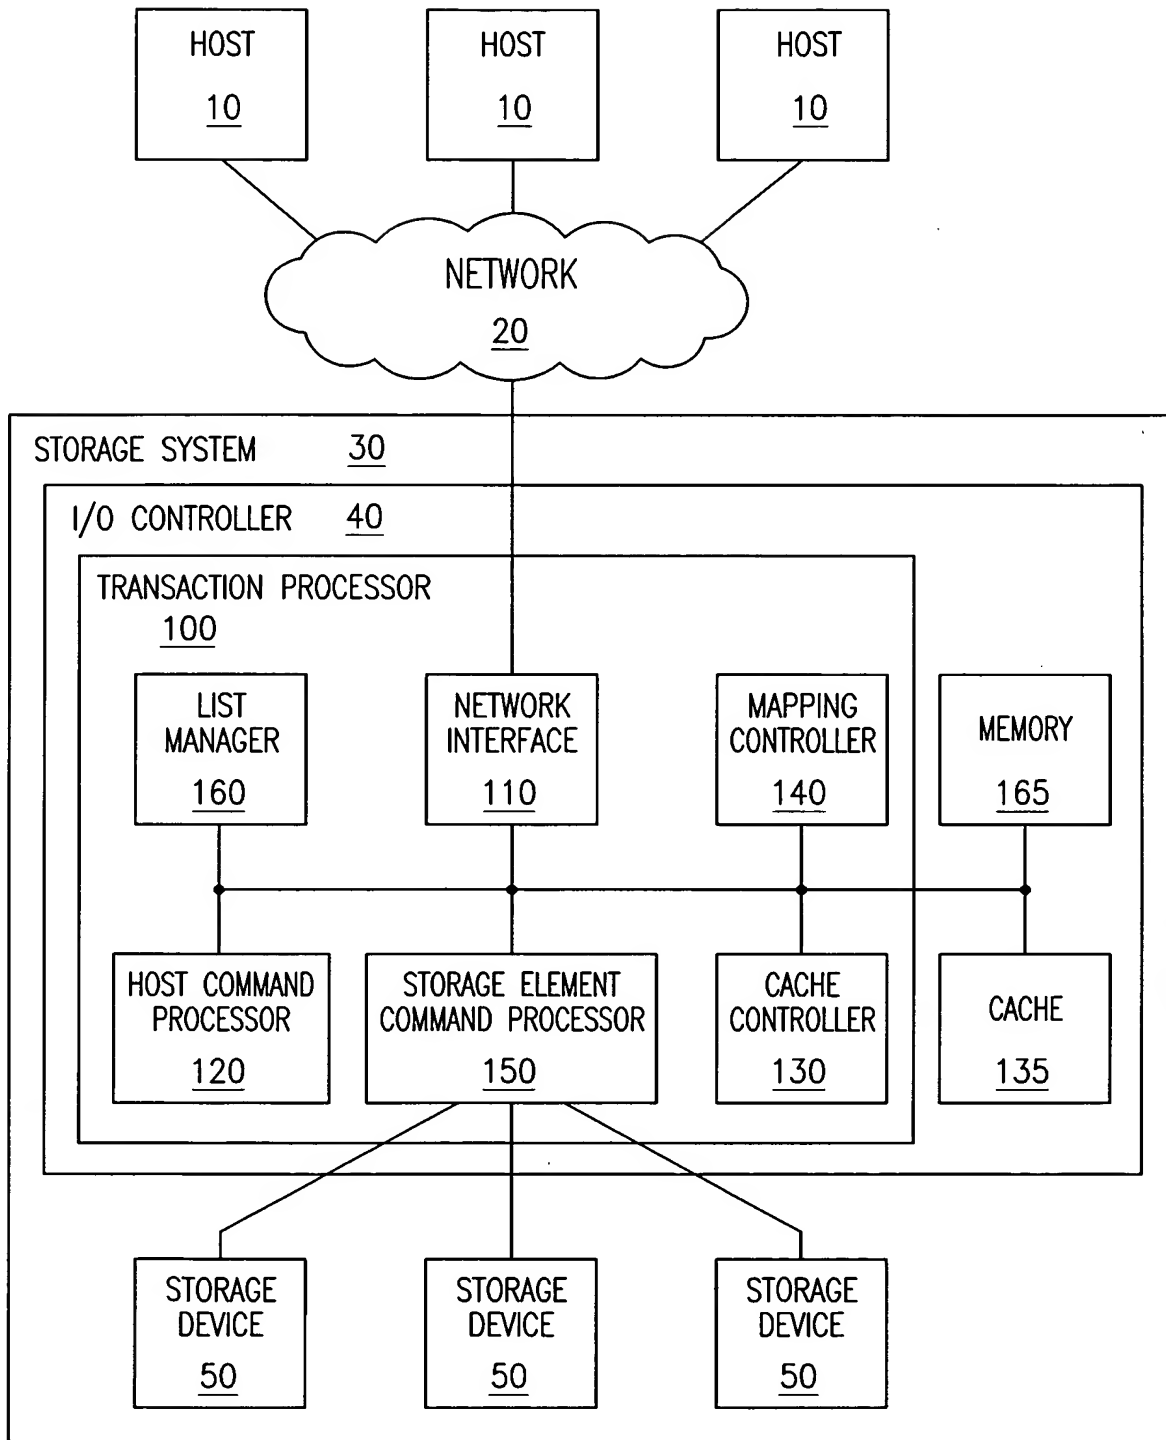 HOST
10
HOST
10
HOST
10
NETWORK
20
STORAGE SYSTEM 30
I/O CONTROLLER 40
TRANSACTION PROCESSOR
100
LIST
MANAGER
160
NETWORK
INTERFACE
110
MAPPING
CONTROLLER
140
MEMORY
165
HOST COMMAND
PROCESSOR
120
STORAGE ELEMENT
COMMAND PROCESSOR
150
CACHE
CONTROLLER
130
CACHE
135
STORAGE
DEVICE
50
STORAGE
DEVICE
50
STORAGE
DEVICE
50